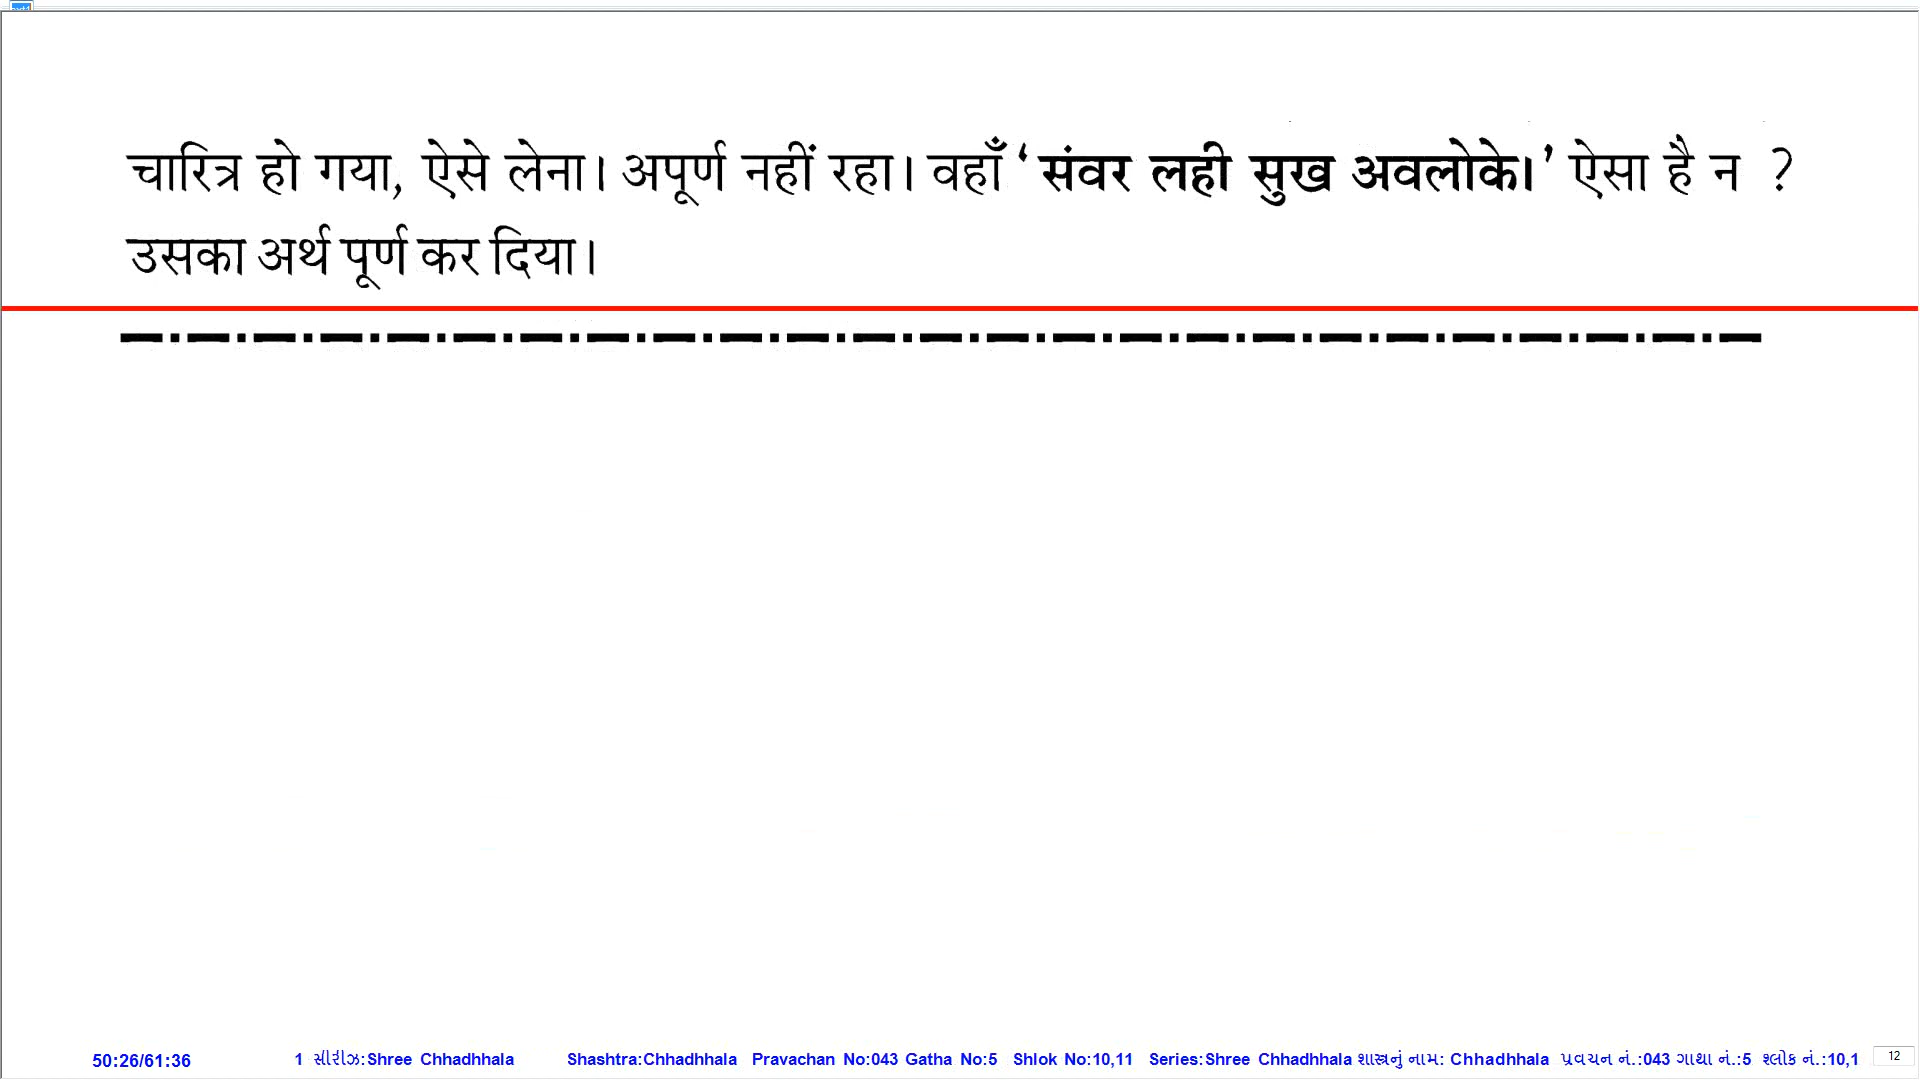 चारित्र हो गया, ऐसे लेना। अपूर्ण नहीं रहा। वहाँ ‘संवर लही सुख अवलोके।’ ऐसा है न ?
उसका अर्थ पूर्ण कर दिया।
50:26/61:36 1 સીરીઝ:Shree Chhadhhala Shashtra:Chhadhhala Pravachan No:043 Gatha No:5 Shlok No:10,11 Series:Shree Chhadhhala શાસ્ત્રનું નામ: Chhadhhala પ્રવચન નં.:043 ગાથા નં.:5 શ્લોક નં.:10,1 12